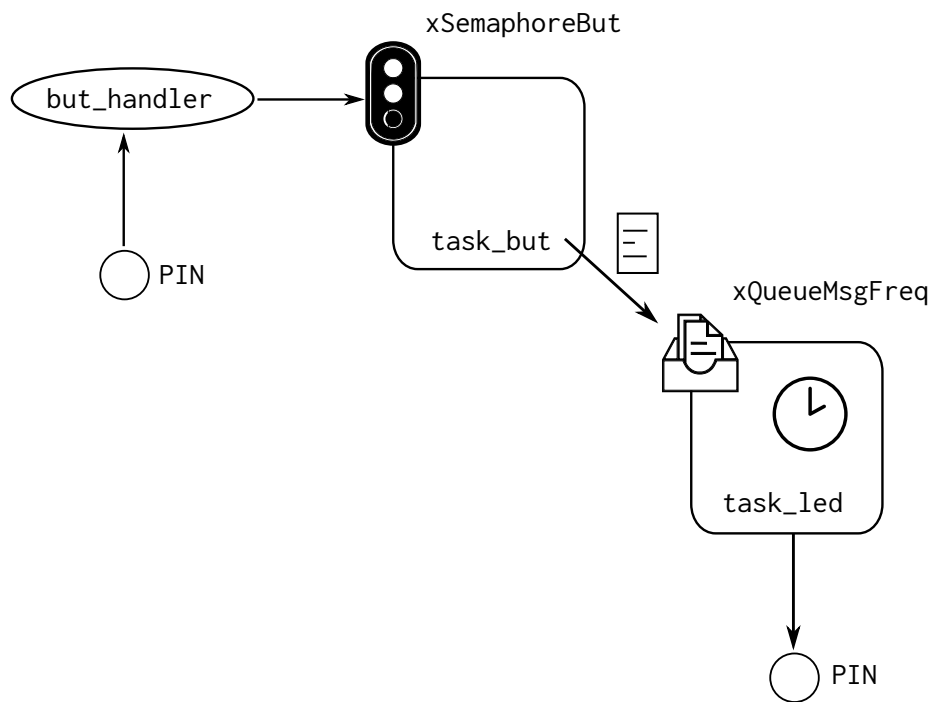 xSemaphoreBut
but_handler
task_but
PIN
xQueueMsgFreq
task_led
PIN